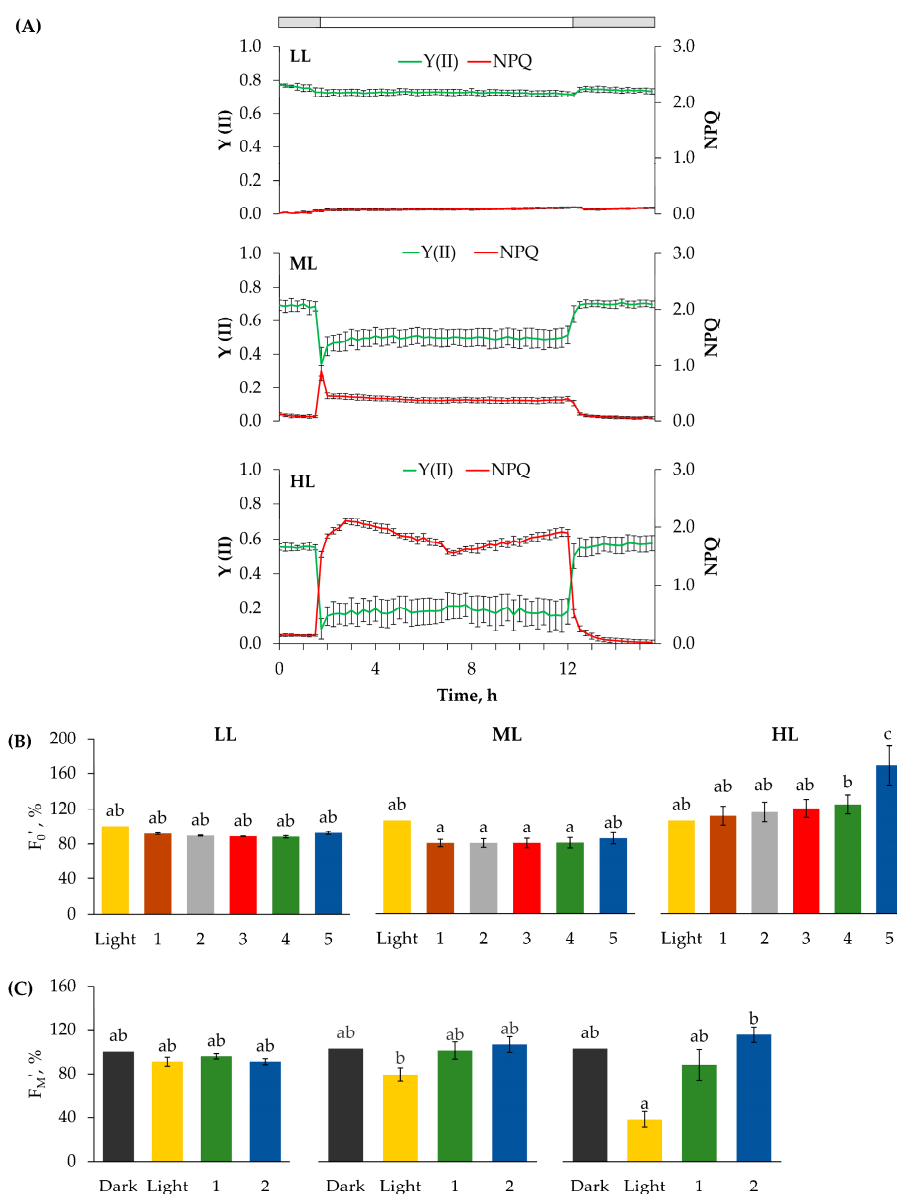 (A)
LL
Y(II) NPQ
1.0 3.0
0.8
0.6 2.0
0.4
0.2 1.0
0.0 0.0
Y (II)
NPQ
ML
Y(II) NPQ
1.0 3.0
0.8
0.6 2.0
0.4
0.2 1.0
0.0 0.0
Y (II)
NPQ
HL
Y(II) NPQ
1.0 3.0
0.8
0.6 2.0
0.4
0.2 1.0
0.0 0.0
Y (II)
NPQ
0 4 8 12
Time, h
(B)
LL ML HL
200
160
120
80
40
0
F0', %
ab ab ab ab ab ab
ab a a a a ab
ab ab ab ab b c
Light 1 2 3 4 5
Light 1 2 3 4 5
Light 1 2 3 4 5
(C)
160
120
80
40
0
FM', %
ab ab ab ab
ab b ab ab
ab a ab b
Dark Light 1 2
Dark Light 1 2
Dark Light 1 2